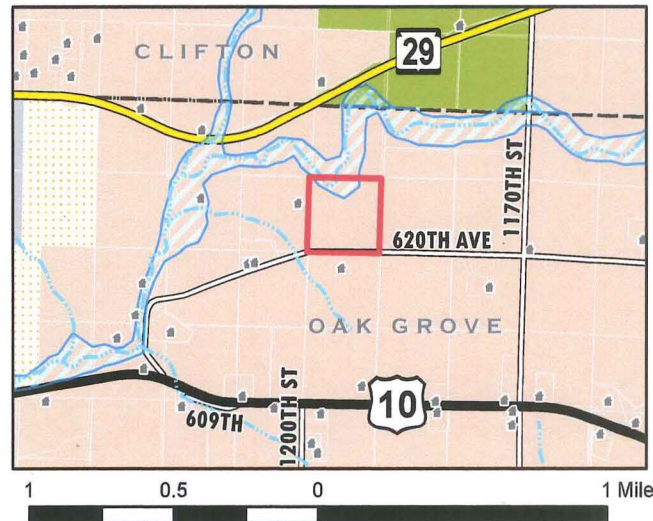 CLIFTON
29
1170TH ST
620TH AVE
OAK GROVE
10
609TH
1200TH ST
1 0.5 0 1 Mile